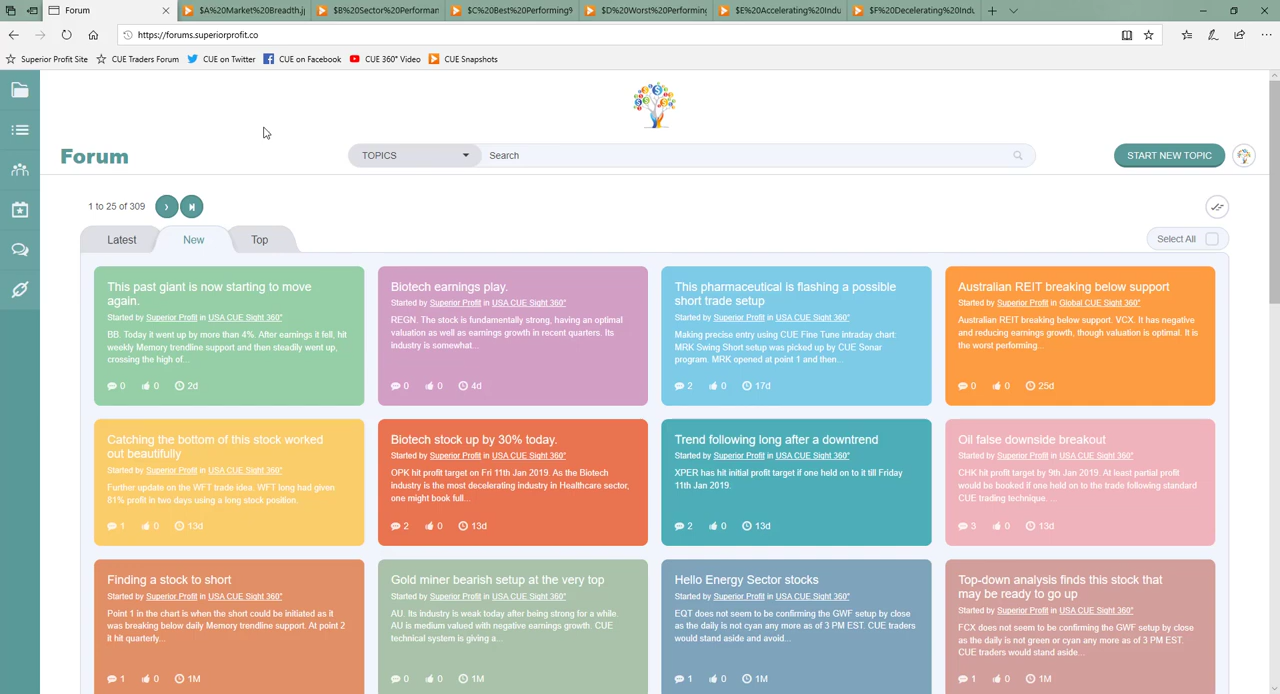 Forum
$A%20Market%20Breadth.j
$B%20Sector%20Performan
$C%20Best%20Performing%
$D%20Worst%20Performing
$E%20Accelerating%20Indu
$F%20Decelerating%20Indu
https://forums.superiorprofit.co
Superior Profit Site
CUE Traders Forum
CUE on Twitter
CUE on Facebook
CUE 360° Video
CUE Snapshots
Forum
TOPICS
Search
START NEW TOPIC
1 to 25 of 309
Latest
New
Top
Select All
This past giant is now starting to move
again.
Started by Superior Profit in USA CUE Sight 360°
BB. Today it went up by more than 4%. After earnings it fell, hit
weekly Memory trendline support and then steadily went up,
crossing the high of...
0 0 2d
Biotech earnings play.
Started by Superior Profit in USA CUE Sight 360°
REGN. The stock is fundamentally strong, having an optimal
valuation as well as earnings growth in recent quarters. Its
industry is somewhat...
0 0 4d
This pharmaceutical is flashing a possible
short trade setup
Started by Superior Profit in USA CUE Sight 360°
Making precise entry using CUE Fine Tune intraday chart.
MRK Swing Short setup was picked up by CUE Sonar
program. MRK opened at point 1 and then...
2 0 17d
Australian REIT breaking below support
Started by Superior Profit in Global CUE Sight 360°
Australian REIT breaking below support. VCX. It has negative
and reducing earnings growth, though valuation is optimal. It is
the worst performing...
0 0 25d
Catching the bottom of this stock worked
out beautifully
Started by Superior Profit in USA CUE Sight 360°
Further update on the WFT trade idea. WFT long had given
81% profit in two days using a long stock position.
1 0 13d
Biotech stock up by 30% today.
Started by Superior Profit in USA CUE Sight 360°
OPK hit profit target on Fri 11th Jan 2019. As the Biotech
industry is the most decelerating industry in Healthcare sector,
one might book full...
2 0 13d
Trend following long after a downtrend
Started by Superior Profit in USA CUE Sight 360°
XPER has hit initial profit target if one held on to it till Friday
11th Jan 2019.
2 0 13d
Oil false downside breakout
Started by Superior Profit in USA CUE Sight 360°
CHK hit profit target by 9th Jan 2019. At least partial profit
would be booked if one held on to the trade following standard
CUE trading technique. ...
3 0 13d
Finding a stock to short
Started by Superior Profit in USA CUE Sight 360°
Point 1 in the chart is when the short could be initiated as it
was breaking below daily Memory trendline support. At point 2
it hit quarterly...
1 0 1M
Gold miner bearish setup at the very top
Started by Superior Profit in USA CUE Sight 360°
AU. Its industry is weak today after being strong for a while.
AU is medium valued with negative earnings growth. CUE
technical system is giving a...
0 0 1M
Hello Energy Sector stocks
Started by Superior Profit in USA CUE Sight 360°
EQT does not seem to be confirming the GWF setup by close
as the daily is not cyan any more as of 3 PM EST. CUE traders
would stand aside and avoid...
1 0 1M
Top-down analysis finds this stock that
may be ready to go up
Started by Superior Profit in USA CUE Sight 360°
FCX does not seem to be confirming the GWF setup by close
as the daily is not green or cyan any more as of 3 PM EST.
CUE traders would stand aside...
1 0 1M